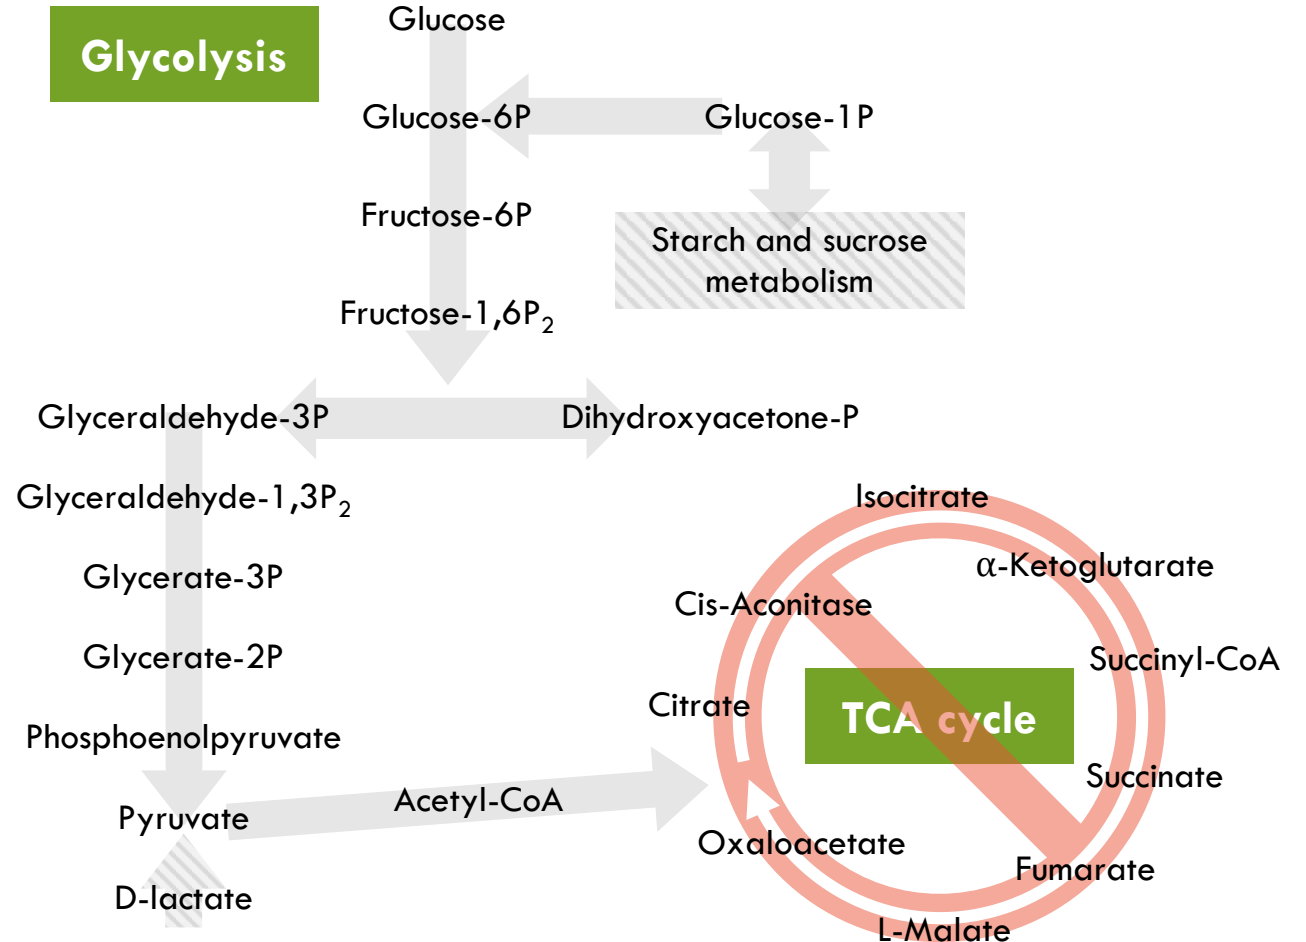 Glycolysis
Glucose
Glucose-6P
Glucose-1P
Fructose-6P
Starch and sucrose
metabolism
Fructose-1,6P₂
Glyceraldehyde-3P
Dihydroxyacetone-P
Glyceraldehyde-1,3P₂
Glycerate-3P
Glycerate-2P
Phosphoenolpyruvate
Pyruvate
D-lactate
Acetyl-CoA
TCA cycle
Isocitrate
α-Ketoglutarate
Succinyl-CoA
Succinate
Fumarate
L-Malate
Oxaloacetate
Citrate
Cis-Aconitase